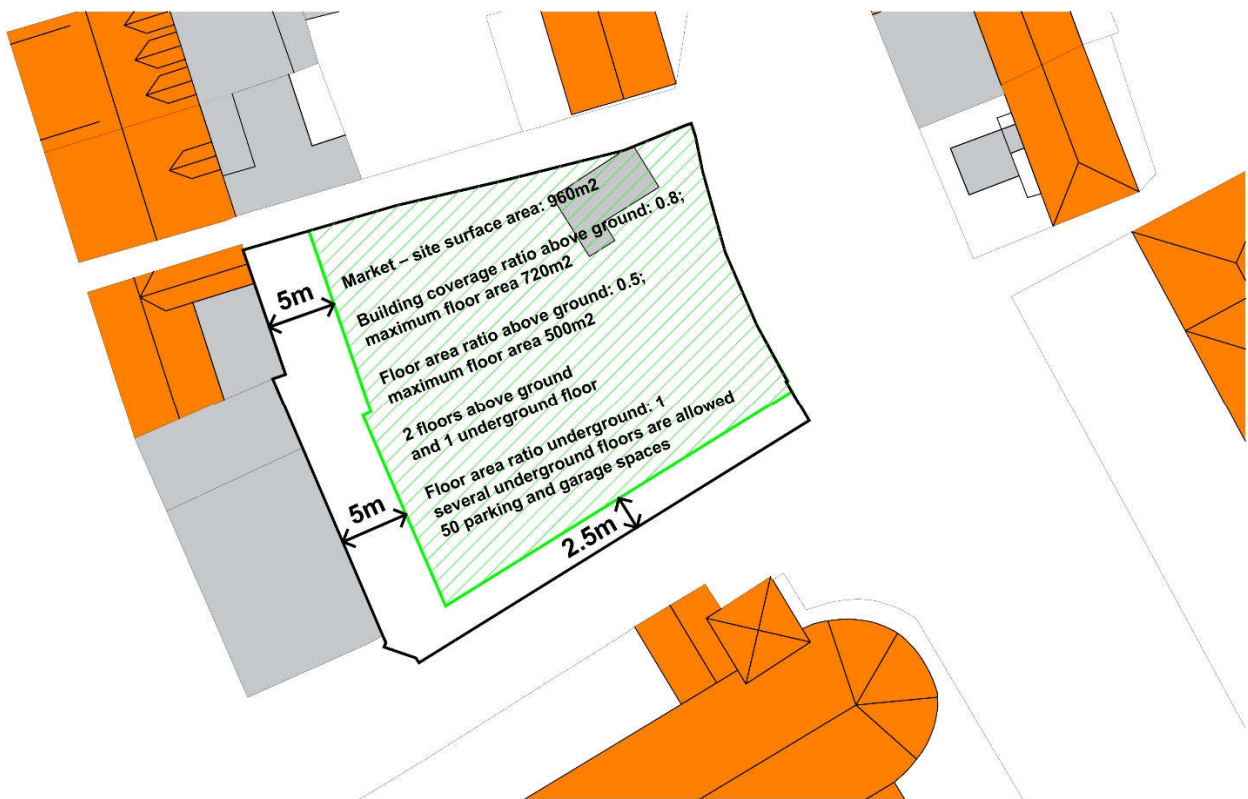 Market – site surface area: 960m2
Building coverage ratio above ground: 0.8;
maximum floor area 720m2
5m
Floor area ratio above ground: 0.5;
maximum floor area 500m2
2 floors above ground
and 1 underground floor
Floor area ratio underground: 1
several underground floors are allowed
50 parking and garage spaces
5m
2.5m